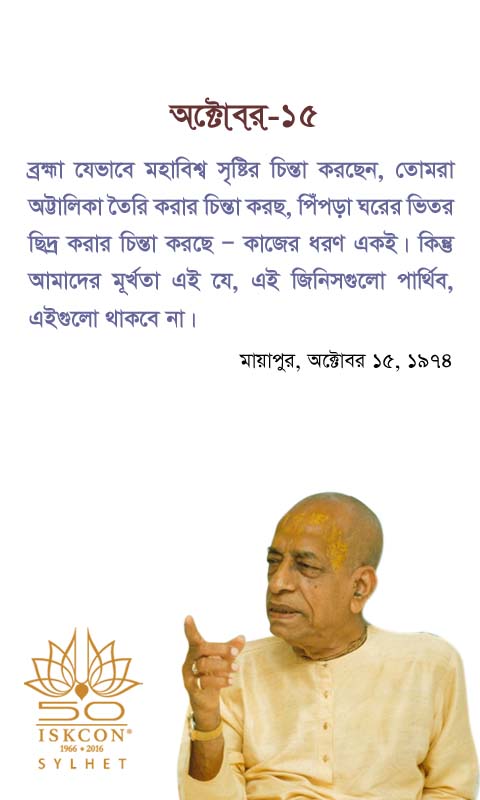 অক্টোবর-১৫
ব্রহ্মা যেভাবে মহাবিশ্ব সৃষ্টির চিন্তা করছেন, তোমরা
অট্টালিকা তৈরি করার চিন্তা করছ, পিঁপড়া ঘরের ভিতর
ছিদ্র করার চিন্তা করছে – কাজের ধরণ একই। কিন্তু
আমাদের মূর্খতা এই যে, এই জিনিসগুলো পার্থিব,
এইগুলো থাকবে না।
মায়াপুর, অক্টোবর ১৫, ১৯৭৪
50
ISKCON®
1966 • 2016
SYLHET